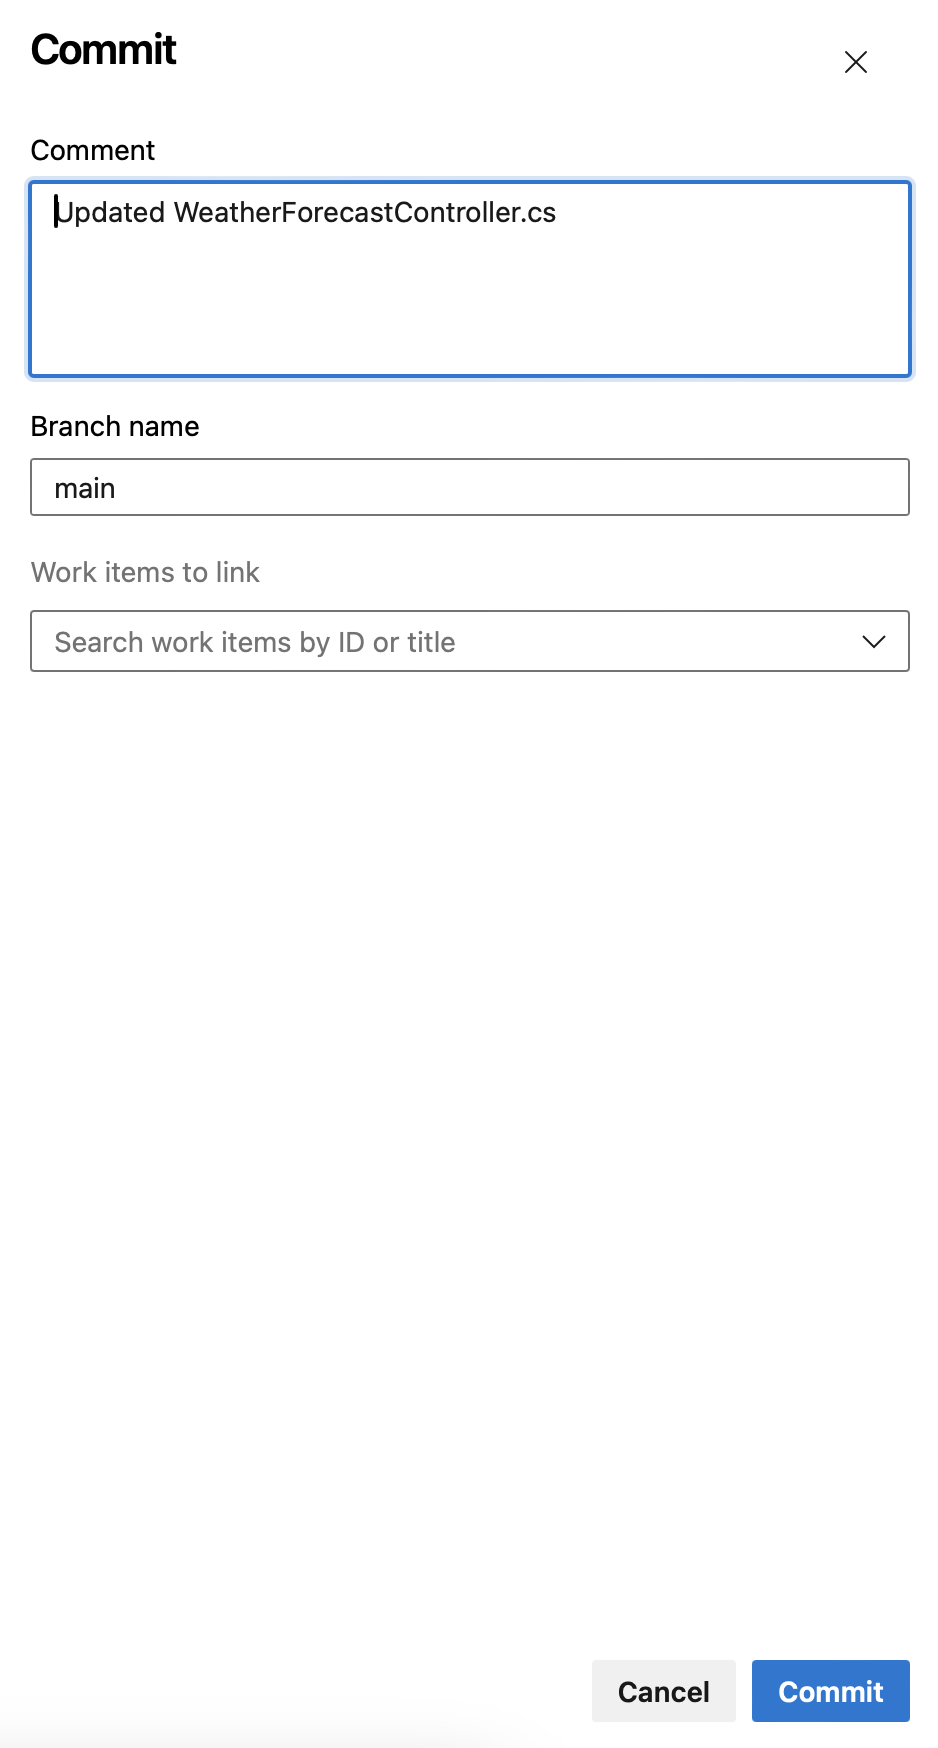 Commit
Comment
Updated WeatherForecastController.cs
Branch name
main
Work items to link
Search work items by ID or title
Cancel
Commit